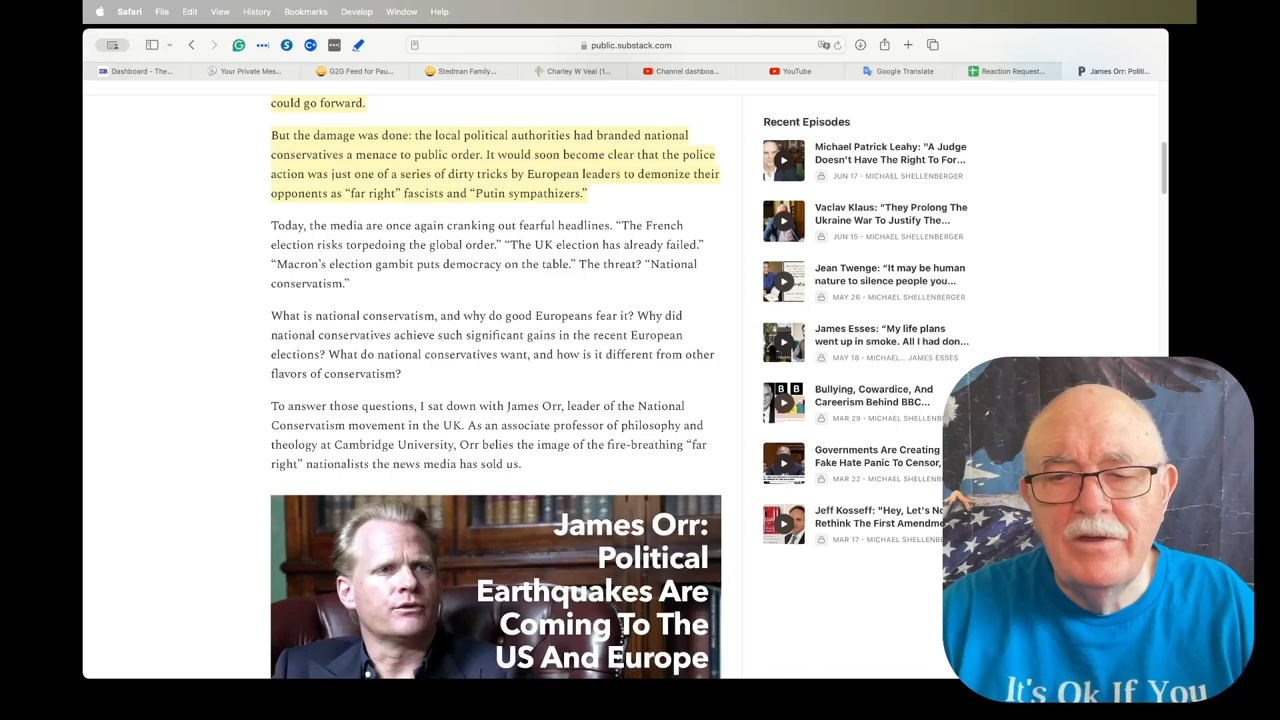 Safari File Edit View History Bookmarks Develop Window Help
public.substack.com
Dashboard - The...
Your Private Mes...
G2G Feed for Pau...
Stedman Family...
Charley W Veal (1...
Channel dashboa...
YouTube
Google Translate
Reaction Request...
James Orr: Politi...
could go forward.
But the damage was done: the local political authorities had branded national
conservatives a menace to public order. It would soon become clear that the police
action was just one of a series of dirty tricks by European leaders to demonize their
opponents as “far right” fascists and “Putin sympathizers.”
Today, the media are once again cranking out fearful headlines. “The French
election risks torpedoing the global order.” “The UK election has already failed.”
“Macron’s election gambit puts democracy on the table.” The threat? “National
conservatism.”
What is national conservatism, and why do good Europeans fear it? Why did
national conservatives achieve such significant gains in the recent European
elections? What do national conservatives want, and how is it different from other
flavors of conservatism?
To answer those questions, I sat down with James Orr, leader of the National
Conservatism movement in the UK. As an associate professor of philosophy and
theology at Cambridge University, Orr belies the image of the fire-breathing “far
right” nationalists the news media has sold us.
James Orr:
Political
Earthquakes Are
Coming To The
US And Europe
Recent Episodes
Michael Patrick Leahy: "A Judge
Doesn't Have The Right To For...
JUN 17 • MICHAEL SHELLENBERGER
Vaclav Klaus: “They Prolong The
Ukraine War To Justify The...
JUN 15 • MICHAEL SHELLENBERGER
Jean Twenge: “It may be human
nature to silence people you...
MAY 26 • MICHAEL SHELLENBERGER
James Esses: “My life plans
went up in smoke. All I had don...
MAY 18 • MICHAEL... JAMES ESSES
Bullying, Cowardice, And
Careerism Behind BBC...
MAR 29 • MICHAEL SHELLENB
Governments Are Creating
Fake Hate Panic To Censor,
MAR 22 • MICHAEL SHELLENB
Jeff Kosseff: "Hey, Let's No
Rethink The First Amendme
MAR 17 • MICHAEL SHELLENB
It's Ok If You